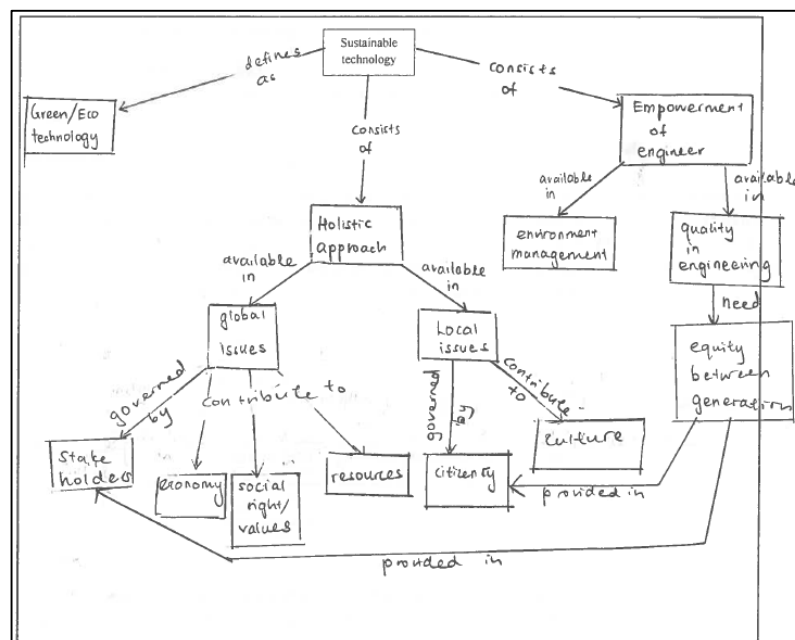 Sustainable
technology
defines
as
consists
of
consists
of
Green/Eco
technology
Empowerment
of
engineer
available
in
available
in
Holistic
approach
environment
management
quality
in
engineering
available
in
available
in
need
global
issues
Local
issues
equity
between
generation
governed
by
contribute to
governed
by
contribute
to
Stake
holders
economy
social
right/
values
resources
citizenty
culture
provided in
provided in